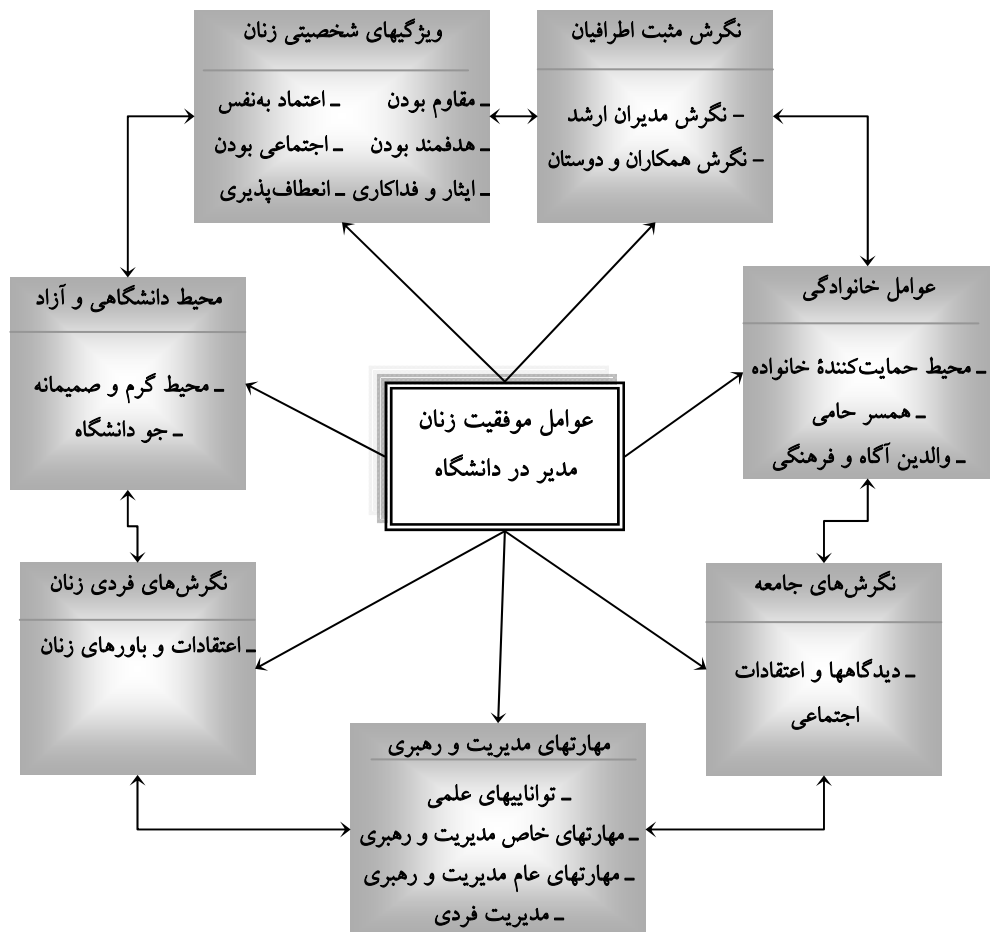 نگرش مثبت اطرافیان
– نگرش مدیران ارشد
– نگرش همکاران و دوستان
ویژگیهای شخصیتی زنان
ـ مقاوم بودن ـ اعتماد به‌نفس
ـ هدفمند بودن ـ اجتماعی بودن
ـ ایثار و فداکاری ـ انعطاف‌پذیری
عوامل خانوادگی
ـ محیط حمایت‌کنندۀ خانواده
ـ همسر حامی
ـ والدین آگاه و فرهنگی
محیط دانشگاهی و آزاد
ـ محیط گرم و صمیمانه
ـ جو دانشگاه
عوامل موفقیت زنان
مدیر در دانشگاه
نگرش‌های جامعه
ـ دیدگاهها و اعتقادات
اجتماعی
نگرش‌های فردی زنان
ـ اعتقادات و باورهای زنان
مهارتهای مدیریت و رهبری
ـ تواناییهای علمی
ـ مهارتهای خاص مدیریت و رهبری
ـ مهارتهای عام مدیریت و رهبری
ـ مدیریت فردی